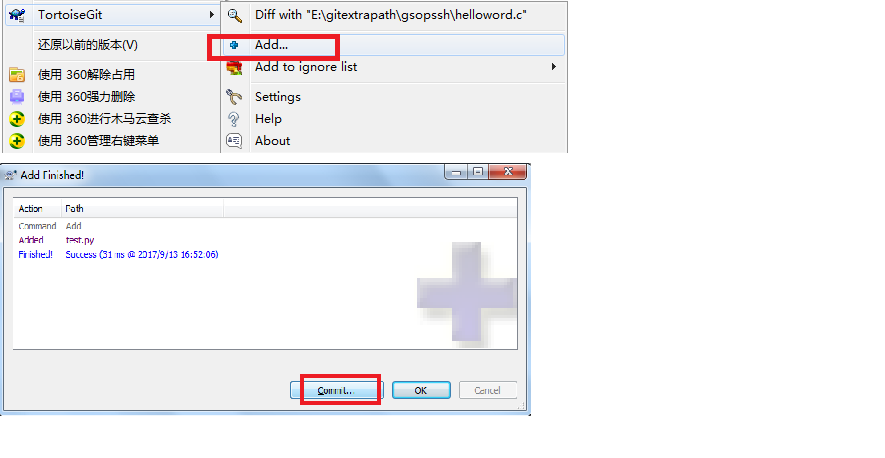 TortoiseGit
Diff with "E:\gitextrapath\gsopssh\helloword.c"
还原以前的版本(V)
Add...
Add to ignore list
使用 360解除占用
使用 360强力删除
Settings
使用 360进行木马云查杀
Help
使用 360管理右键菜单
About
Add Finished!
Action Path
Command Add
Added test.py
Finished! Success (31 ms @ 2017/9/13 16:52:06)
Commit... OK Cancel